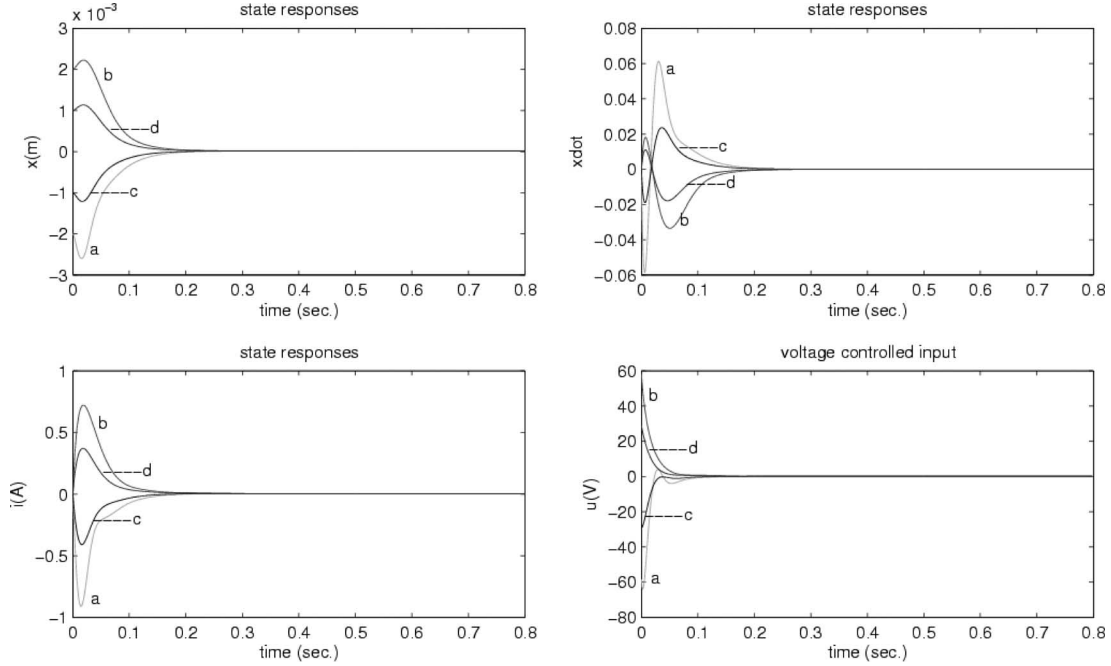 state responses
x 10⁻³
3
2
1
0
−1
−2
−3
x(m)
b
d
c
a
0 0.1 0.2 0.3 0.4 0.5 0.6 0.7 0.8
time (sec.)
state responses
0.08
0.06
0.04
0.02
0
−0.02
−0.04
−0.06
xdot
a
c
d
b
0 0.1 0.2 0.3 0.4 0.5 0.6 0.7 0.8
time (sec.)
state responses
1
0.5
0
−0.5
−1
i(A)
b
d
c
a
0 0.1 0.2 0.3 0.4 0.5 0.6 0.7 0.8
time (sec.)
voltage controlled input
60
40
20
0
−20
−40
−60
−80
u(V)
b
d
c
a
0 0.1 0.2 0.3 0.4 0.5 0.6 0.7 0.8
time (sec.)